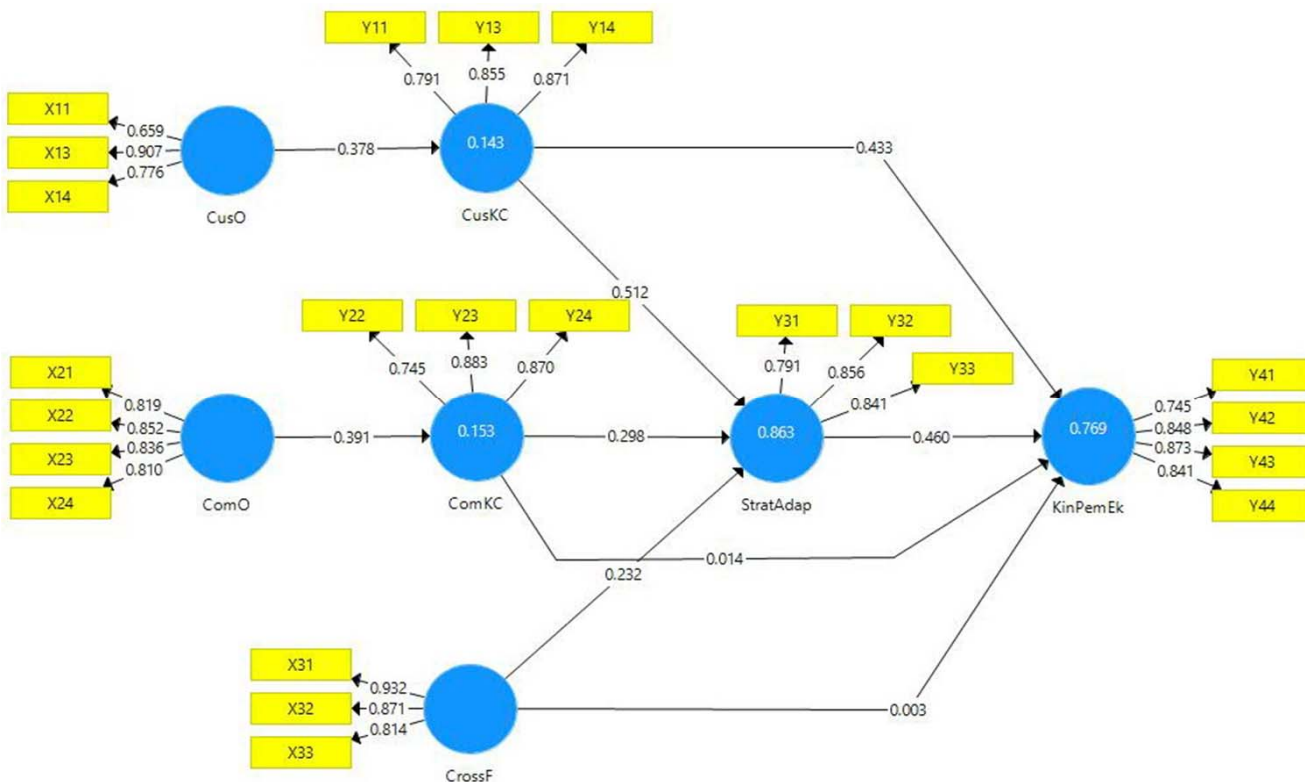 Y11
Y13
Y14
0.791
0.855
0.871
X11
X13
X14
0.659
0.907
0.776
CusO
0.378
0.143
CusKC
0.433
0.512
Y22
Y23
Y24
0.745
0.883
0.870
X21
X22
X23
X24
0.819
0.852
0.836
0.810
ComO
0.391
0.153
ComKC
0.298
Y31
Y32
Y33
0.791
0.856
0.841
0.863
StratAdap
0.460
0.769
KinPemEk
0.745
0.848
0.873
0.841
Y41
Y42
Y43
Y44
0.014
0.232
X31
X32
X33
0.932
0.871
0.814
CrossF
0.003